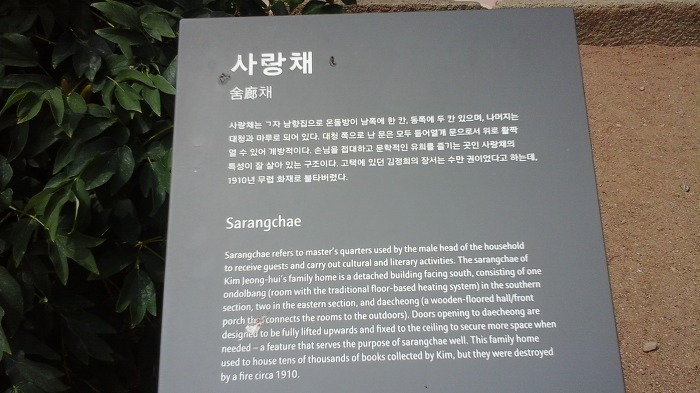 사랑채
舍廊채
사랑채는 ㄱ자 남향집으로 온돌방이 남쪽에 한 칸, 동쪽에 두 칸 있으며, 나머지는
대청과 마루로 되어 있다. 대청 쪽으로 난 문은 모두 들어열개 문으로서 위로 활짝
열 수 있어 개방적이다. 손님을 접대하고 문학적인 유희를 즐기는 곳인 사랑채의
특성이 잘 살아 있는 구조이다. 고택에 있던 김정희의 장서는 수만 권이었다고 하는데,
1910년 무렵 화재로 불타버렸다.
Sarangchae
Sarangchae refers to master's quarters used by the male head of the household
to receive guests and carry out cultural and literary activities. The sarangchae of
Kim Jeong-hui's family home is a detached building facing south, consisting of one
ondolbang (room with the traditional floor-based heating system) in the southern
section, two in the eastern section, and daecheong (a wooden-floored hall/front
porch that connects the rooms to the outdoors). Doors opening to daecheong are
designed to be fully lifted upwards and fixed to the ceiling to secure more space when
needed – a feature that serves the purpose of sarangchae well. This family home
used to house tens of thousands of books collected by Kim, but they were destroyed
by a fire circa 1910.